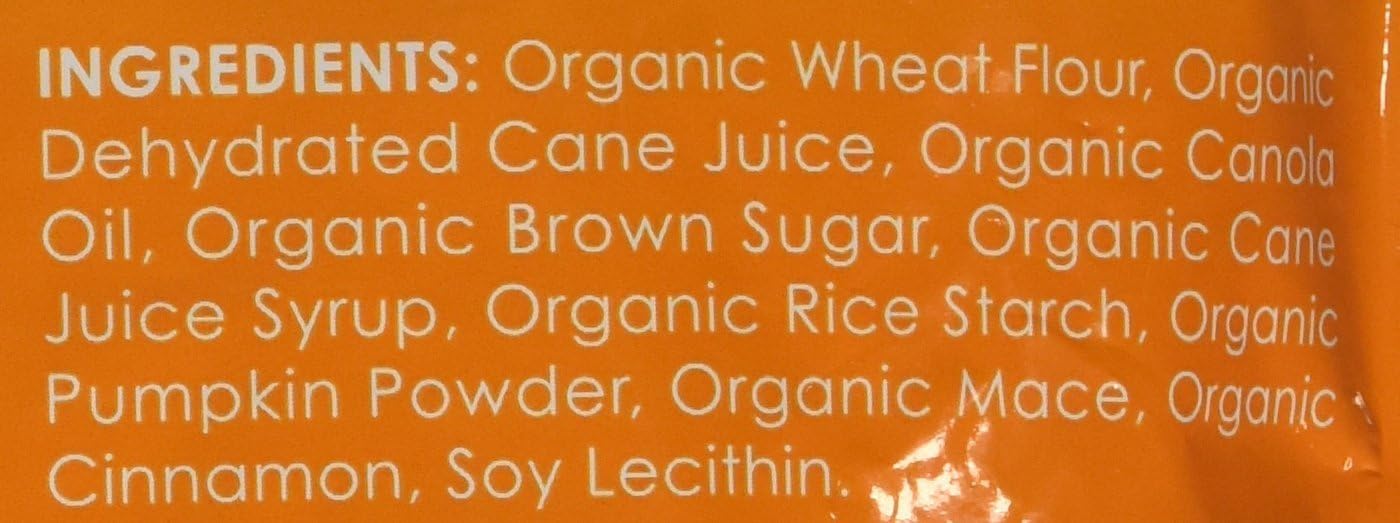 INGREDIENTS: Organic Wheat Flour, Organic
Dehydrated Cane Juice, Organic Canola
Oil, Organic Brown Sugar, Organic Cane
Juice Syrup, Organic Rice Starch, Organic
Pumpkin Powder, Organic Mace, Organic
Cinnamon, Soy Lecithin.